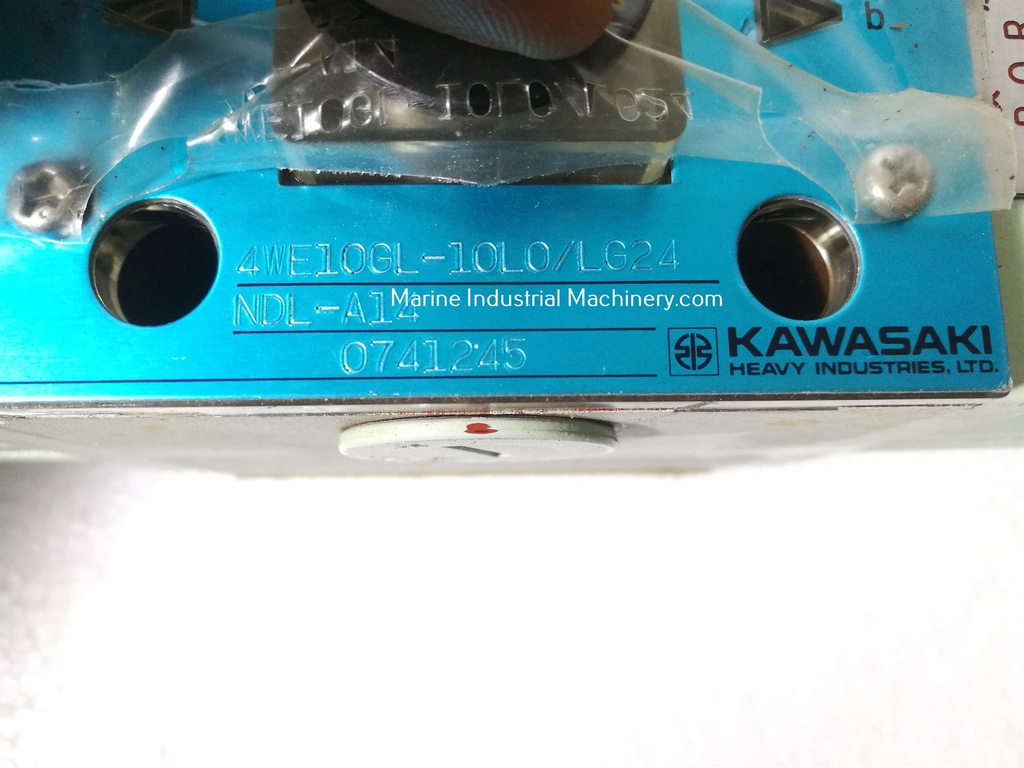 b
4WE10GL-10L0/LG24
NDL-A14
Marine Industrial Machinery.com
0741245
KAWASAKI
HEAVY INDUSTRIES, LTD.